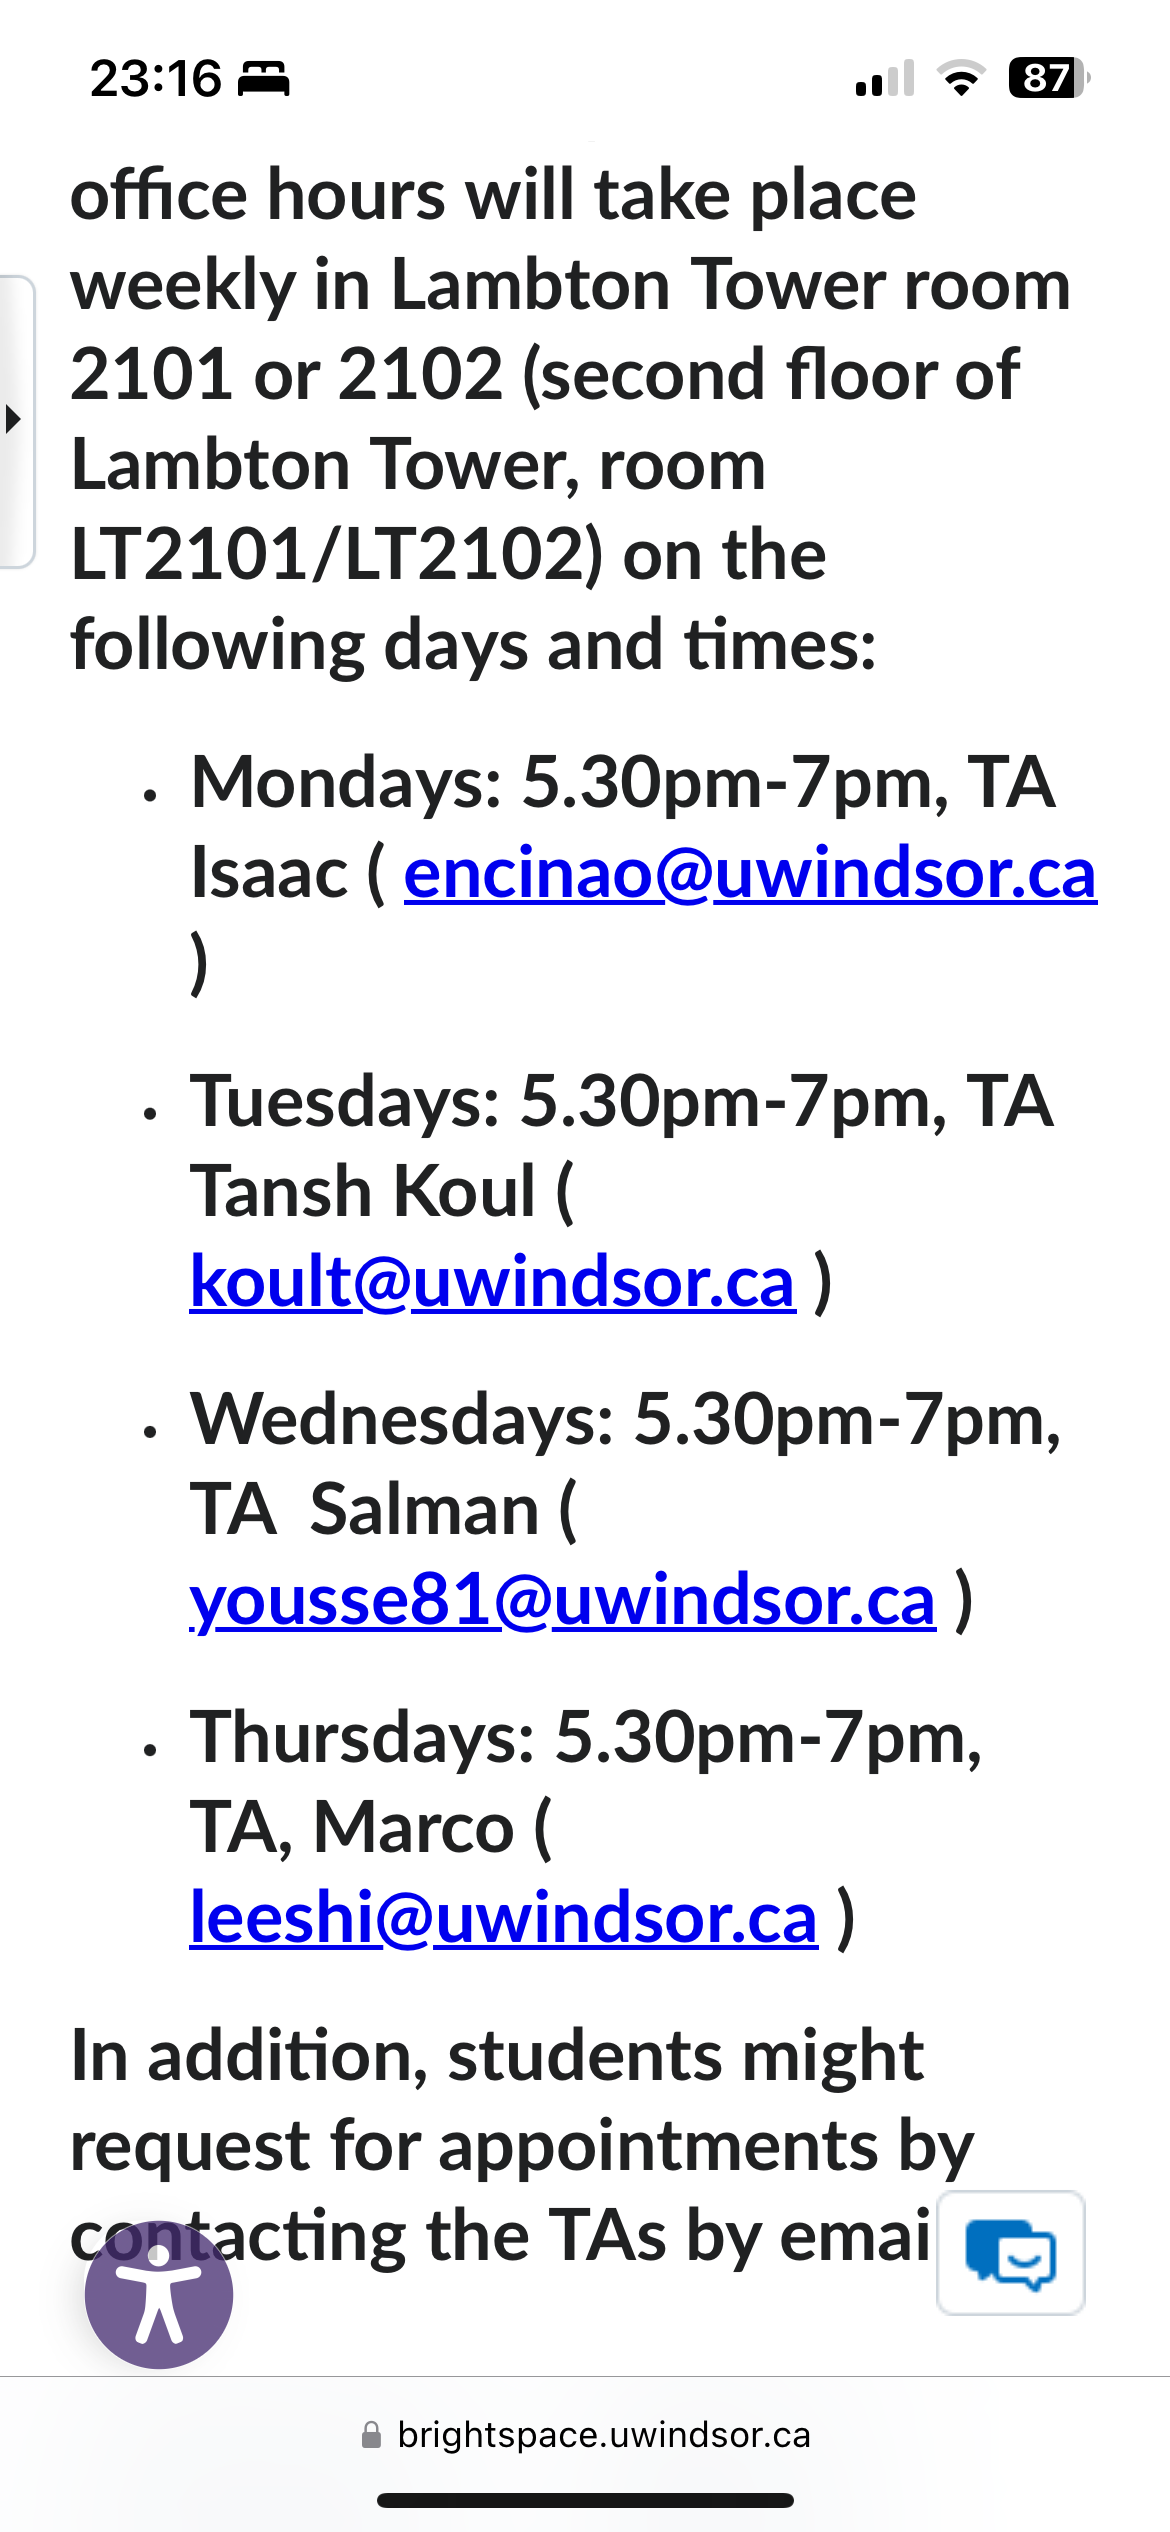 23:16
87
office hours will take place
weekly in Lambton Tower room
2101 or 2102 (second floor of
Lambton Tower, room
LT2101/LT2102) on the
following days and times:
• Mondays: 5.30pm-7pm, TA
Isaac ( encinao@uwindsor.ca
)
• Tuesdays: 5.30pm-7pm, TA
Tansh Koul (
koult@uwindsor.ca )
• Wednesdays: 5.30pm-7pm,
TA  Salman (
yousse81@uwindsor.ca )
• Thursdays: 5.30pm-7pm,
TA, Marco (
leeshi@uwindsor.ca )
In addition, students might
request for appointments by
contacting the TAs by emai
brightspace.uwindsor.ca